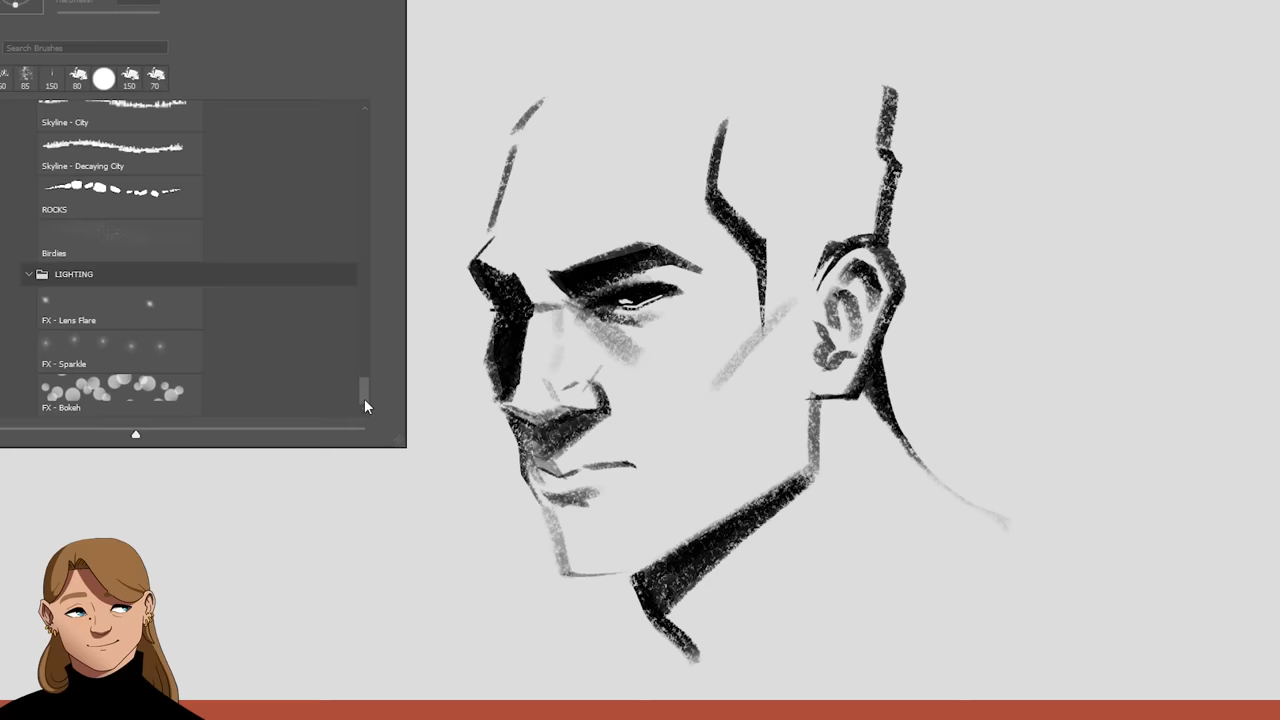 Search Brushes
85 150 80 150 70
Skyline - City
Skyline - Decaying City
ROCKS
Birdies
LIGHTING
FX - Lens Flare
FX - Sparkle
FX - Bokeh